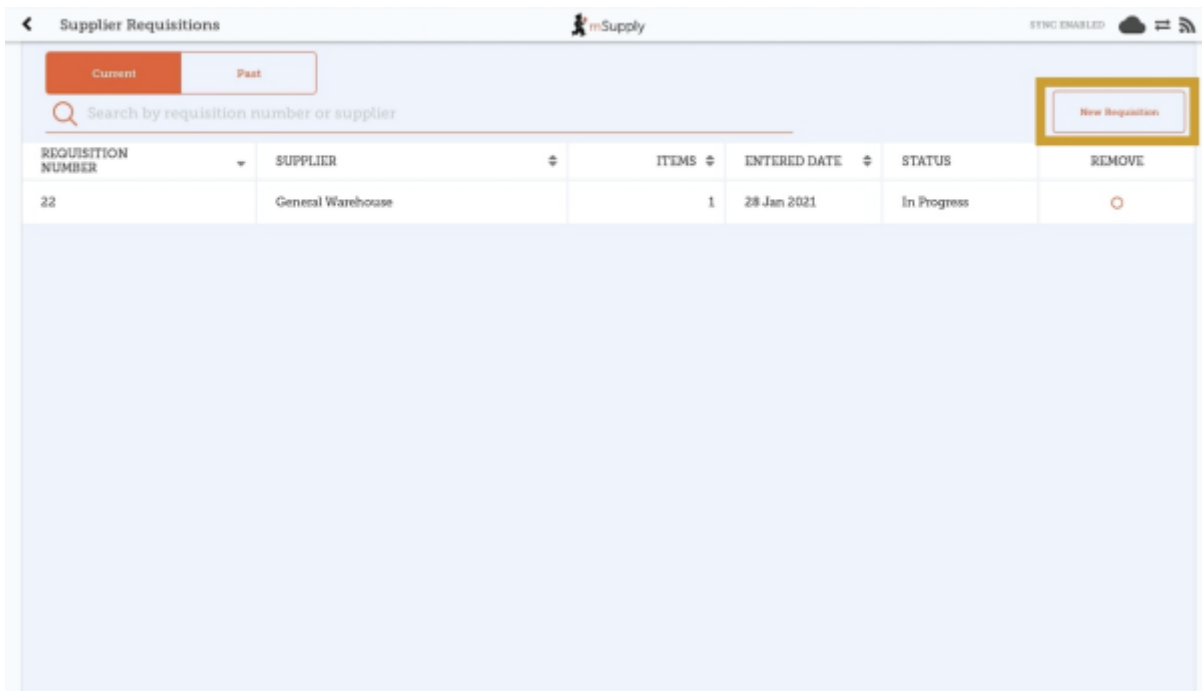 Supplier Requisitions
mSupply
SYNC ENABLED
Current
Past
Search by requisition number or supplier
New Requisition
REQUISITION NUMBER
SUPPLIER
ITEMS
ENTERED DATE
STATUS
REMOVE
22
General Warehouse
1
28 Jan 2021
In Progress